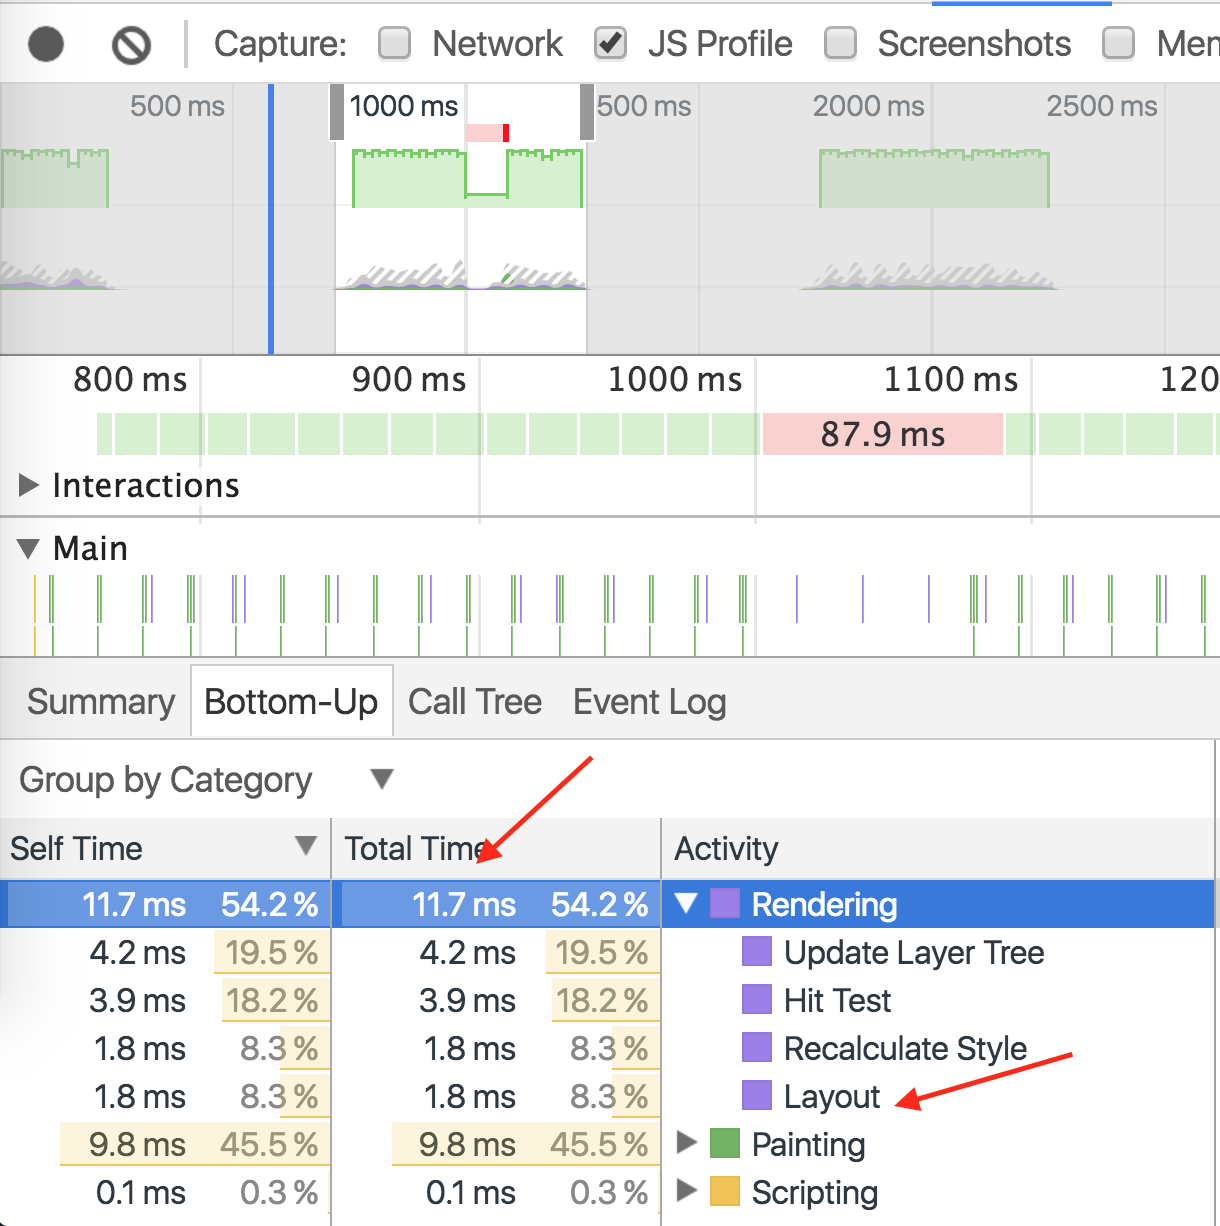 Capture: Network JS Profile Screenshots Mem
500 ms 1000 ms 500 ms 2000 ms 2500 ms
800 ms 900 ms 1000 ms 1100 ms 120
87.9 ms
Interactions
Main
Summary Bottom-Up Call Tree Event Log
Group by Category
Self Time Total Time Activity
11.7 ms 54.2 % 11.7 ms 54.2 % Rendering
4.2 ms 19.5 % 4.2 ms 19.5 % Update Layer Tree
3.9 ms 18.2 % 3.9 ms 18.2 % Hit Test
1.8 ms 8.3 % 1.8 ms 8.3 % Recalculate Style
1.8 ms 8.3 % 1.8 ms 8.3 % Layout
9.8 ms 45.5 % 9.8 ms 45.5 % Painting
0.1 ms 0.3 % 0.1 ms 0.3 % Scripting